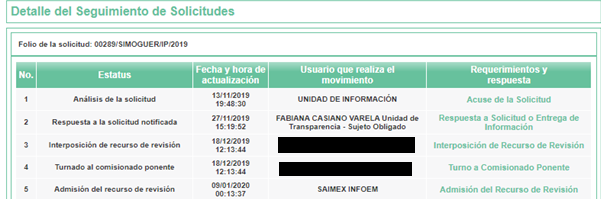 Detalle del Seguimiento de Solicitudes
Folio de la solicitud: 00289/SIMOGUER/IP/2019
No. Estatus Fecha y hora de actualización Usuario que realiza el movimiento Requerimientos y respuesta
1 Análisis de la solicitud 13/11/2019 19:48:30 UNIDAD DE INFORMACIÓN Acuse de la Solicitud
2 Respuesta a la solicitud notificada 27/11/2019 15:19:52 FABIANA CASIANO VARELA Unidad de Transparencia - Sujeto Obligado Respuesta a Solicitud o Entrega de Información
3 Interposición de recurso de revisión 18/12/2019 12:13:44 Interposición de Recurso de Revisión
4 Turnado al comisionado ponente 18/12/2019 12:13:44 Turno a Comisionado Ponente
5 Admisión del recurso de revisión 09/01/2020 00:13:37 SAIMEX INFOEM Admisión del Recurso de Revisión